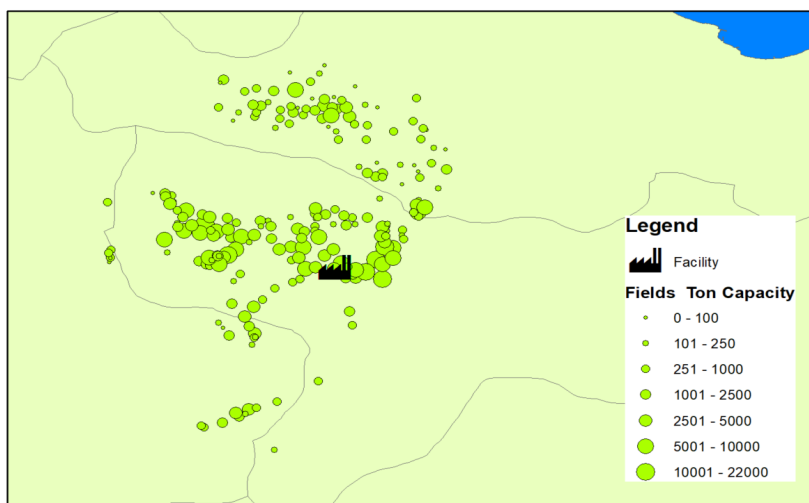 Legend
Facility
Fields Ton Capacity
0 - 100
101 - 250
251 - 1000
1001 - 2500
2501 - 5000
5001 - 10000
10001 - 22000